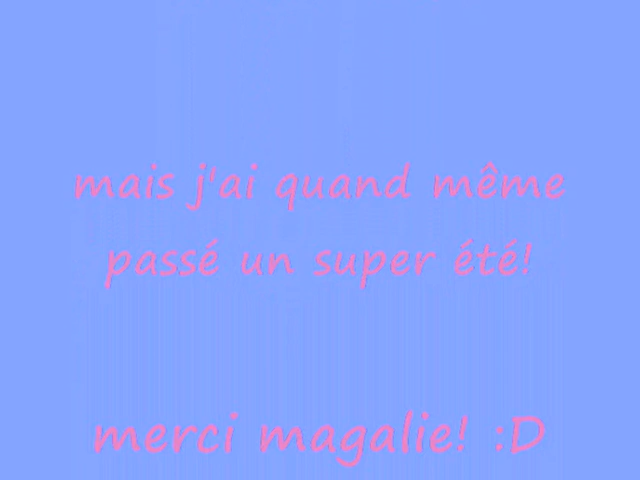 mais j'ai quand même
passé un super été!
merci magalie! :D